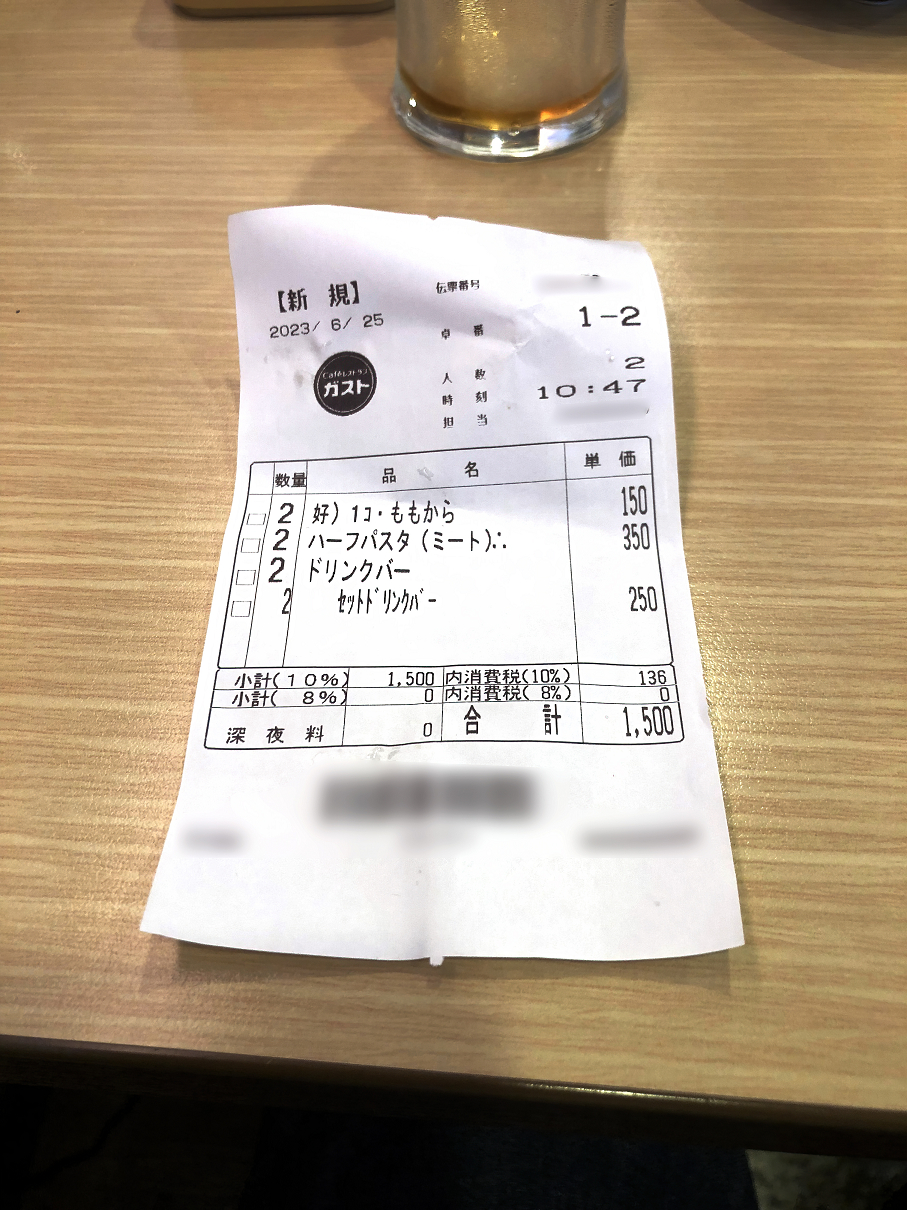 【新 規】 伝票番号
2023/ 6/ 25 卓 番 1-2
Caféレストラン
ガスト
人 数 2
時 刻 10:47
担 当
数量 品 名 単 価
2 好) 1コ・ももから 150
2 ハーフパスタ(ミート)∴ 350
2 ドリンクバー
2 セットドリンクバー 250
小計(10%) 1,500 内消費税(10%) 136
小計( 8%) 0 内消費税( 8%) 0
深 夜 料 0 合 計 1,500